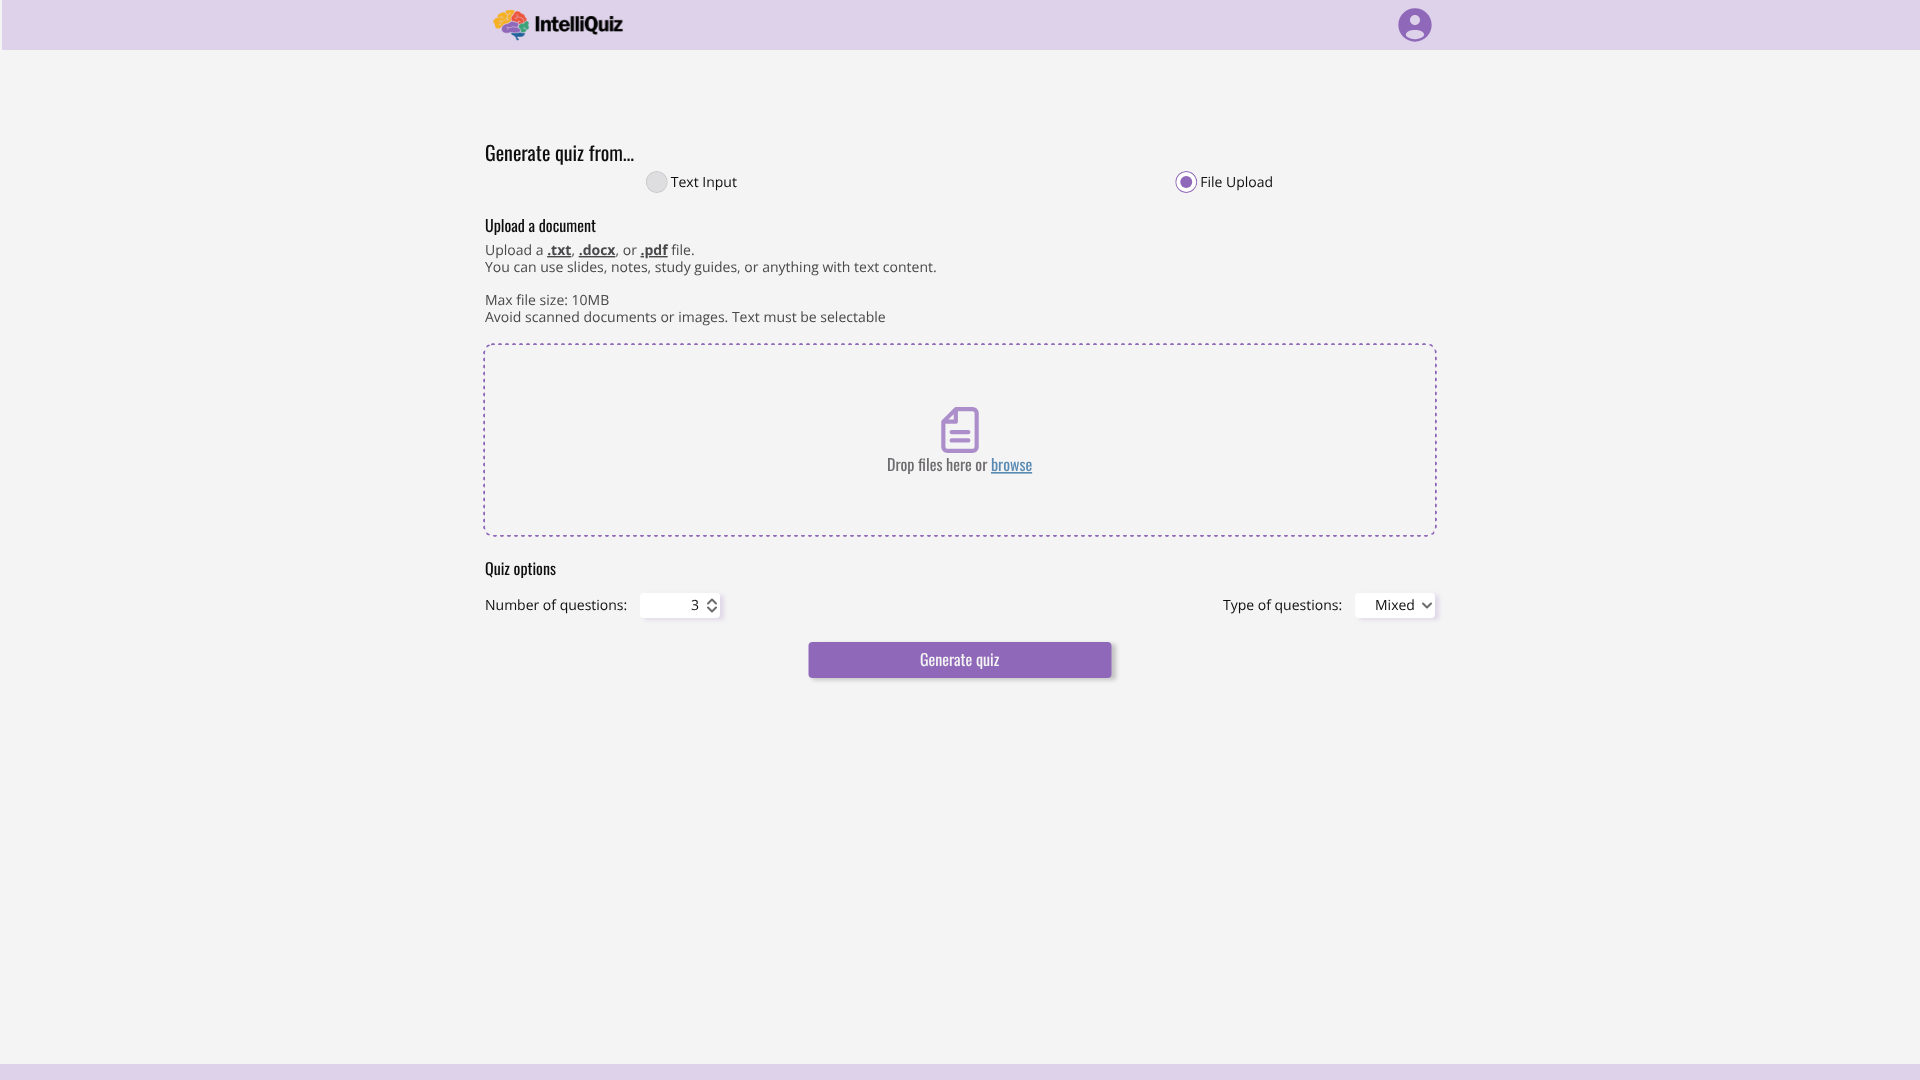 IntelliQuiz
Generate quiz from...
Text Input
File Upload
Upload a document
Upload a .txt, .docx, or .pdf file.
You can use slides, notes, study guides, or anything with text content.
Max file size: 10MB
Avoid scanned documents or images. Text must be selectable
Drop files here or browse
Quiz options
Number of questions: 3
Type of questions: Mixed
Generate quiz